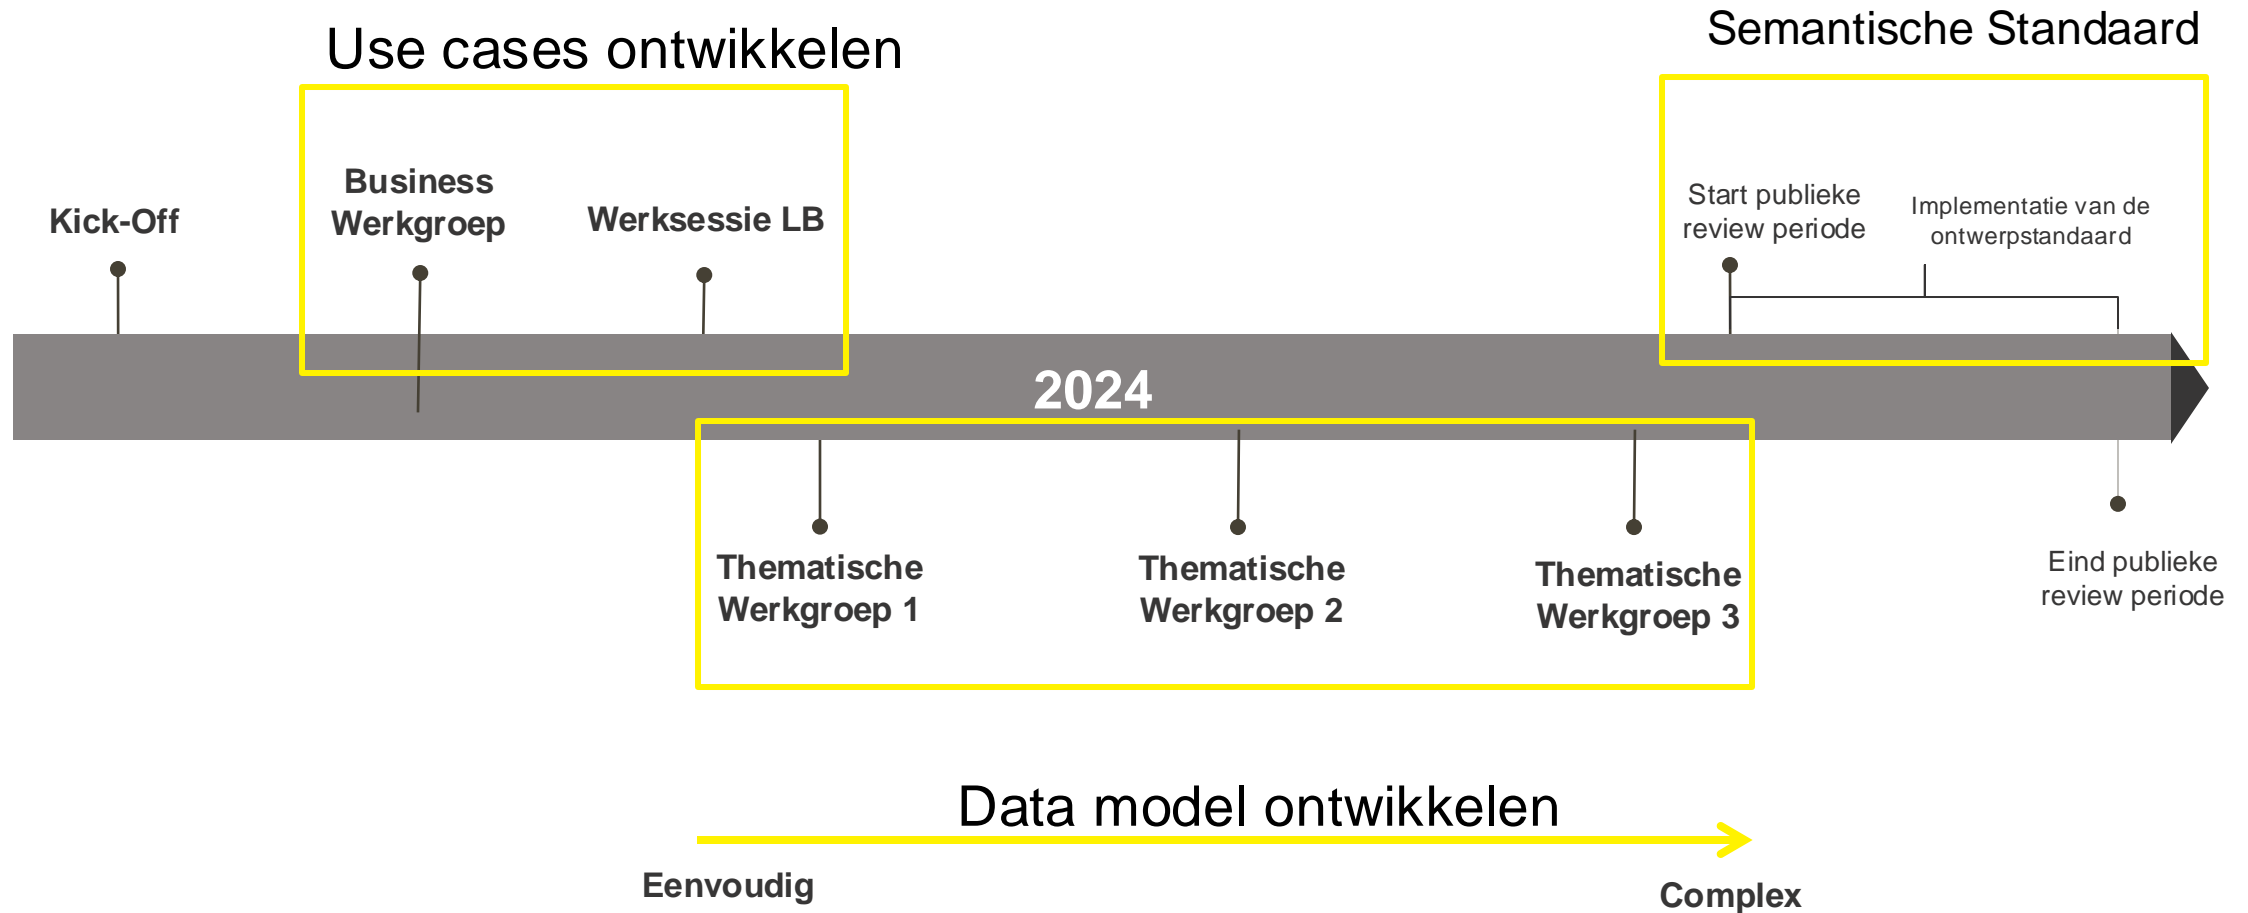 Use cases ontwikkelen
Semantische Standaard
Kick-Off
Business
Werkgroep
Werksessie LB
Start publieke
review periode
Implementatie van de
ontwerpstandaard
2024
Thematische
Werkgroep 1
Thematische
Werkgroep 2
Thematische
Werkgroep 3
Eind publieke
review periode
Data model ontwikkelen
Eenvoudig
Complex